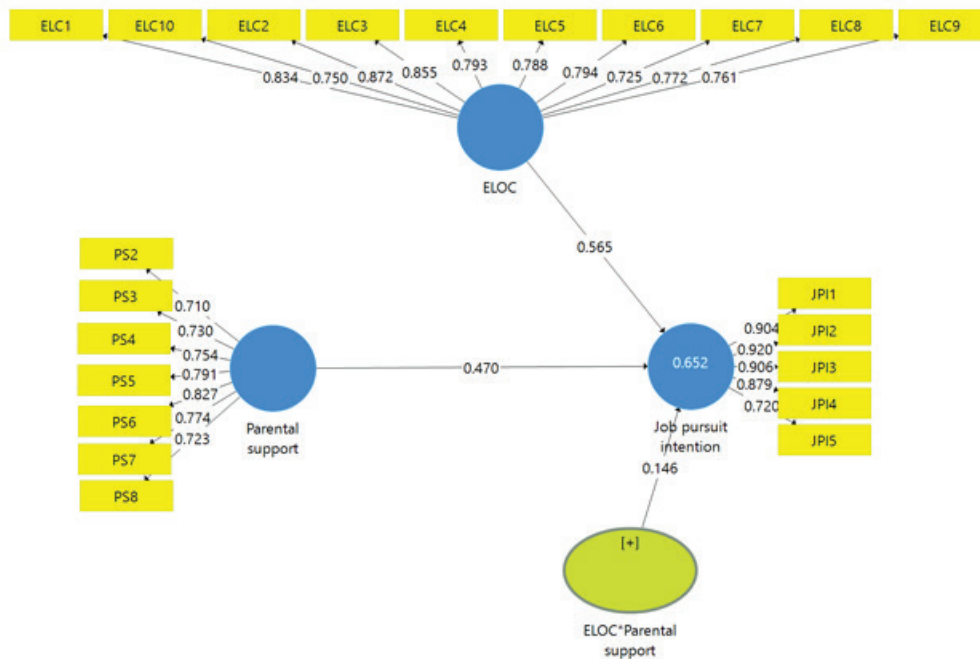 ELC1 ELC10 ELC2 ELC3 ELC4 ELC5 ELC6 ELC7 ELC8 ELC9
0.834 0.750 0.872 0.855 0.793 0.788 0.794 0.725 0.772 0.761
ELOC
0.565
PS2
PS3
PS4
PS5
PS6
PS7
PS8
0.710
0.730
0.754
0.791
0.827
0.774
0.723
Parental
support
0.470
0.652
Job pursuit
intention
0.904
0.920
0.906
0.879
0.720
JPI1
JPI2
JPI3
JPI4
JPI5
0.146
[+]
ELOC*Parental
support